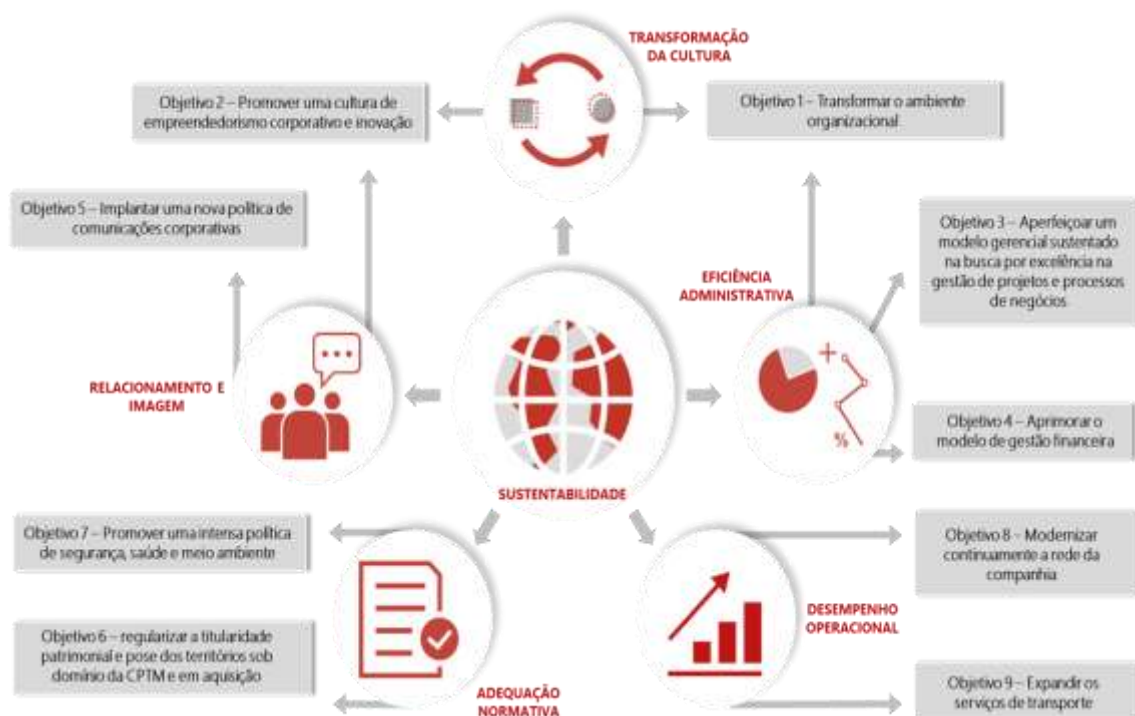 TRANSFORMAÇÃO
DA CULTURA
Objetivo 2 – Promover uma cultura de
empreendedorismo corporativo e inovação
Objetivo 1 – Transformar o ambiente
organizacional
Objetivo 5 – Implantar uma nova política de
comunicações corporativas
Objetivo 3 – Aperfeiçoar um
modelo gerencial sustentado
na busca por excelência na
gestão de projetos e processos
de negócios
EFICIÊNCIA
ADMINISTRATIVA
RELACIONAMENTO E
IMAGEM
%
Objetivo 4 – Aprimorar o
modelo de gestão financeira
SUSTENTABILIDADE
Objetivo 7 – Promover uma intensa política
de segurança, saúde e meio ambiente
Objetivo 8 – Modernizar
continuamente a rede da
companhia
DESEMPENHO
OPERACIONAL
Objetivo 6 – regularizar a titularidade
patrimonial e pose dos territórios sob
domínio da CPTM e em aquisição
ADEQUAÇÃO
NORMATIVA
Objetivo 9 – Expandir os
serviços de transporte